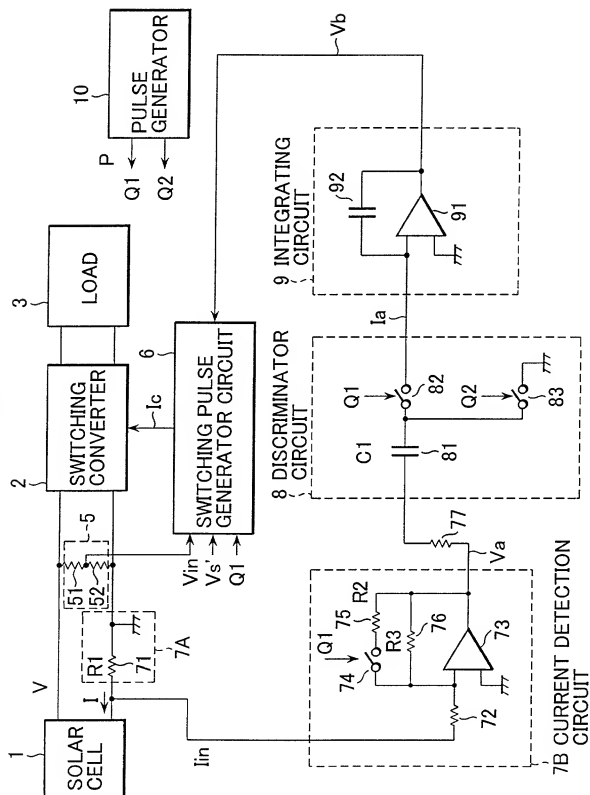 1
SOLAR
CELL
V
I
R1
71
7A
5
51
52
2
SWITCHING
CONVERTER
3
LOAD
10
PULSE
GENERATOR
P
Q1
Q2
Iin
Vin
Vs'
Q1
6
SWITCHING PULSE
GENERATOR CIRCUIT
Ic
Vb
7B CURRENT DETECTION
CIRCUIT
72
Q1
74
75
R2
R3
76
73
Va
77
8 DISCRIMINATOR
CIRCUIT
C1
81
Q1
82
Q2
83
Ia
9 INTEGRATING
CIRCUIT
92
91